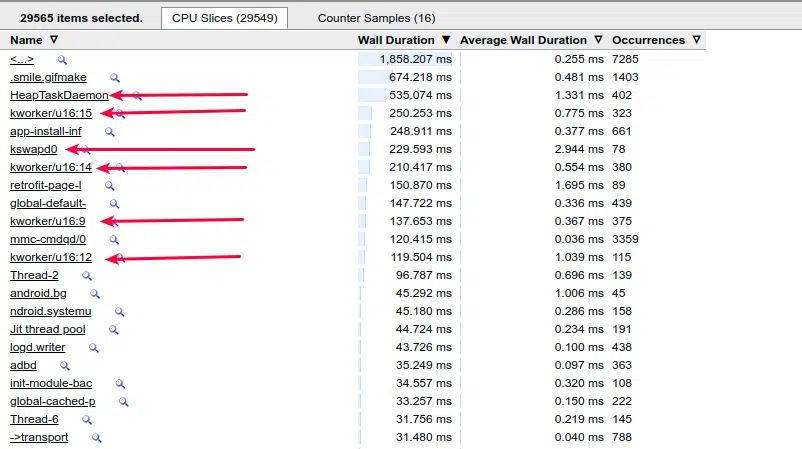 29565 items selected. CPU Slices (29549) Counter Samples (16)
Name ∇ Wall Duration ▼ Average Wall Duration ∇ Occurrences ∇
<...> 1,858.207 ms 0.255 ms 7285
.smile.gifmake 674.218 ms 0.481 ms 1403
HeapTaskDaemon 535.074 ms 1.331 ms 402
kworker/u16:15 250.253 ms 0.775 ms 323
app-install-inf 248.911 ms 0.377 ms 661
kswapd0 229.593 ms 2.944 ms 78
kworker/u16:14 210.417 ms 0.554 ms 380
retrofit-page-l 150.870 ms 1.695 ms 89
global-default- 147.722 ms 0.336 ms 439
kworker/u16:9 137.653 ms 0.367 ms 375
mmc-cmdqd/0 120.415 ms 0.036 ms 3359
kworker/u16:12 119.504 ms 1.039 ms 115
Thread-2 96.787 ms 0.696 ms 139
android.bg 45.292 ms 1.006 ms 45
ndroid.systemu 45.180 ms 0.286 ms 158
Jit thread pool 44.724 ms 0.234 ms 191
logd.writer 43.726 ms 0.100 ms 438
adbd 35.249 ms 0.097 ms 363
init-module-bac 34.557 ms 0.320 ms 108
global-cached-p 33.257 ms 0.150 ms 222
Thread-6 31.756 ms 0.219 ms 145
->transport 31.480 ms 0.040 ms 788